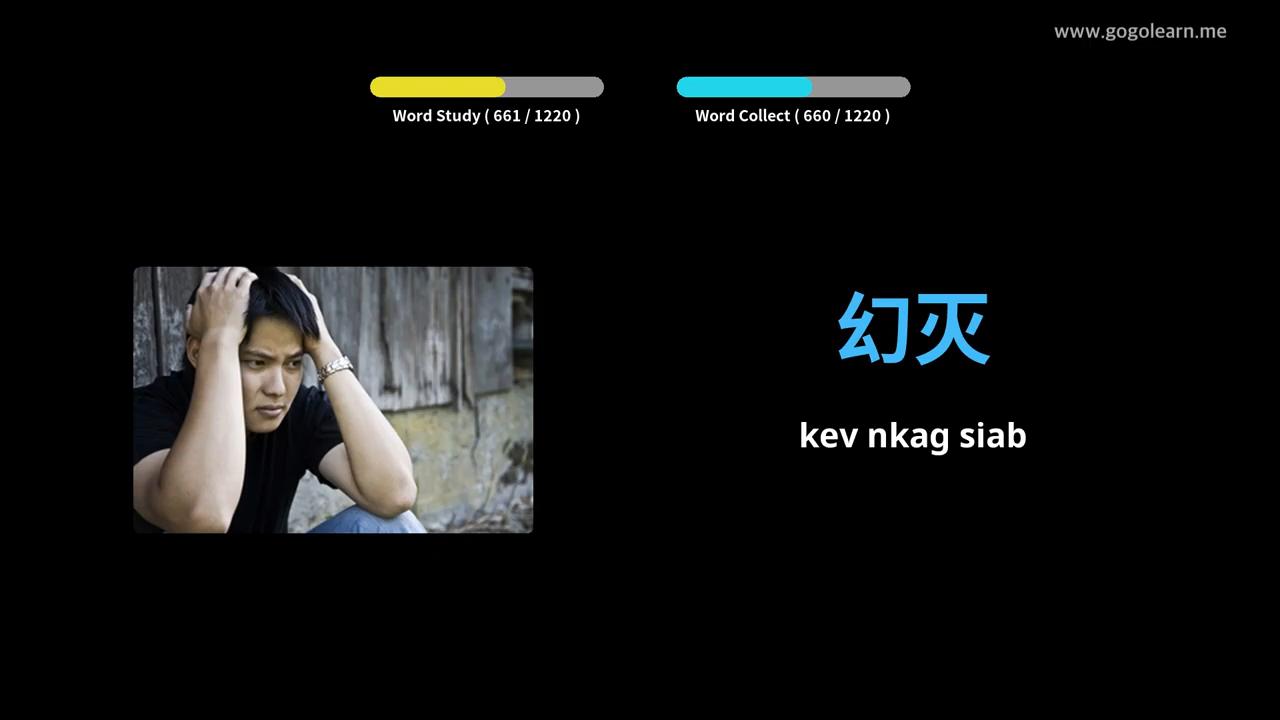 www.gogolearn.me
Word Study ( 661 / 1220 )
Word Collect ( 660 / 1220 )
幻灭
kev nkag siab